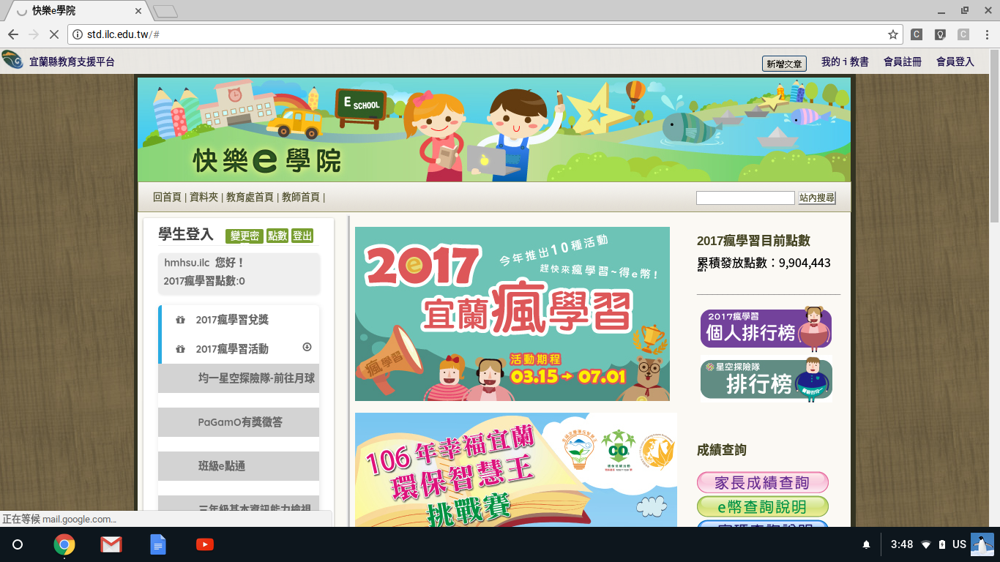 快樂e學院
std.ilc.edu.tw/#
宜蘭縣教育支援平台
新增文章 我的 i 教書 會員註冊 會員登入
E SCHOOL
快樂e學院
回首頁 | 資料夾 | 教育處首頁 | 教師首頁 |
站內搜尋
學生登入 變更密 點數 登出
hmhsu.ilc 您好！
2017瘋學習點數:0
2017瘋學習兌獎
2017瘋學習活動
均一星空探險隊-前往月球
PaGamO有獎徵答
班級e點通
三年級基本資訊能力檢視
2017
今年推出10種活動
趕快來瘋學習~得e幣!
宜蘭瘋學習
瘋學習
活動期程
03.15 → 07.01
106年幸福宜蘭
環保智慧王
挑戰賽
CO
2017瘋學習目前點數
累積發放點數：9,904,443
2017瘋學習
個人排行榜
星空探險隊
排行榜
成績查詢
家長成績查詢
e幣查詢說明
正在等候 mail.google.com...
3:48 US